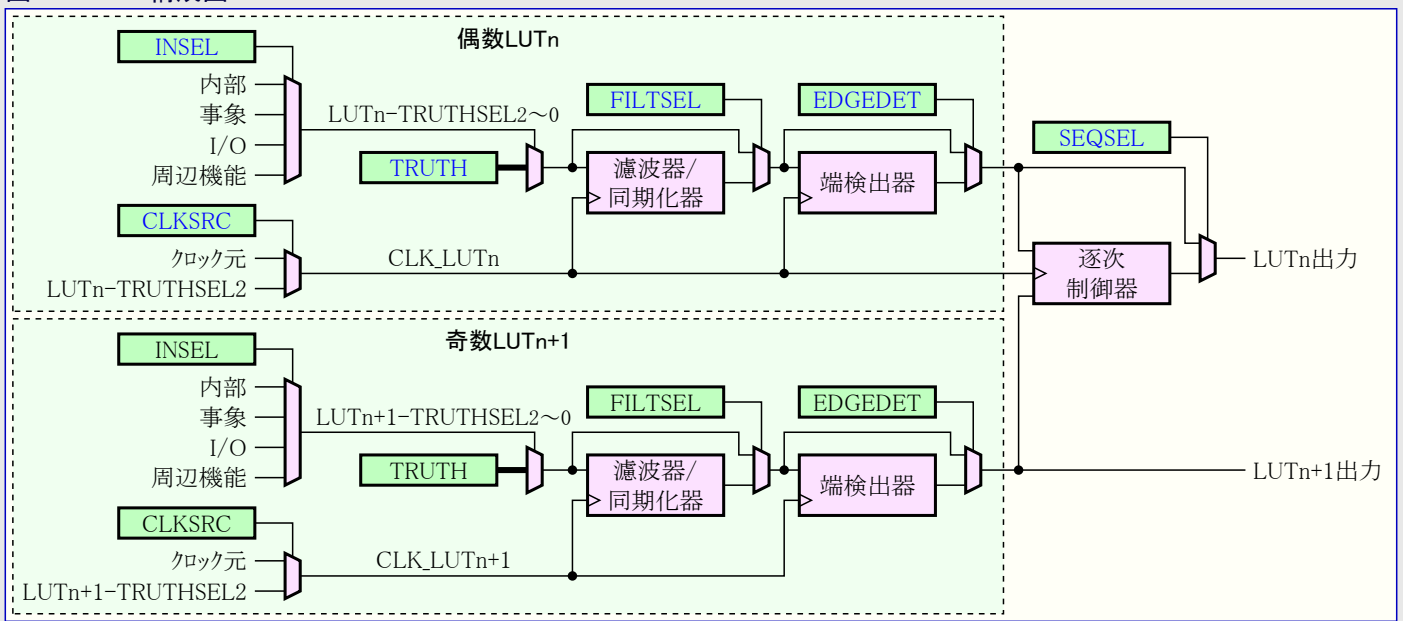 偶数LUTn
INSEL
内部
事象
I/O
周辺機能
LUTn-TRUTHSEL2～0
TRUTH
FILTSEL
濾波器/
同期化器
EDGEDET
端検出器
SEQSEL
CLKSRC
クロック元
LUTn-TRUTHSEL2
CLK_LUTn
逐次
制御器
LUTn出力
奇数LUTn+1
INSEL
内部
事象
I/O
周辺機能
LUTn+1-TRUTHSEL2～0
TRUTH
FILTSEL
濾波器/
同期化器
EDGEDET
端検出器
LUTn+1出力
CLKSRC
クロック元
LUTn+1-TRUTHSEL2
CLK_LUTn+1